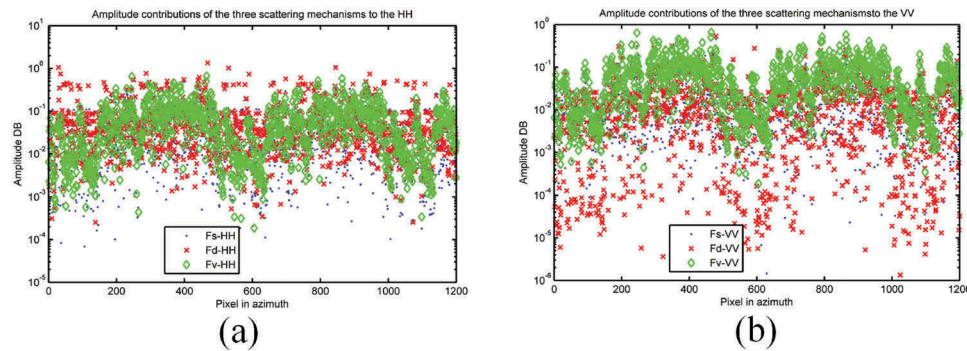 Amplitude contributions of the three scattering mechanisms to the HH
10^1
10^0
10^-1
10^-2
10^-3
10^-4
10^-5
Amplitude DB
Fs-HH
Fd-HH
Fv-HH
0 200 400 600 800 1000 1200
Pixel in azimuth
(a)
Amplitude contributions of the three scattering mechanismsto the VV
10^0
10^-1
10^-2
10^-3
10^-4
10^-5
10^-6
Amplitude DB
Fs-VV
Fd-VV
Fv-VV
0 200 400 600 800 1000 1200
Pixel in azimuth
(b)